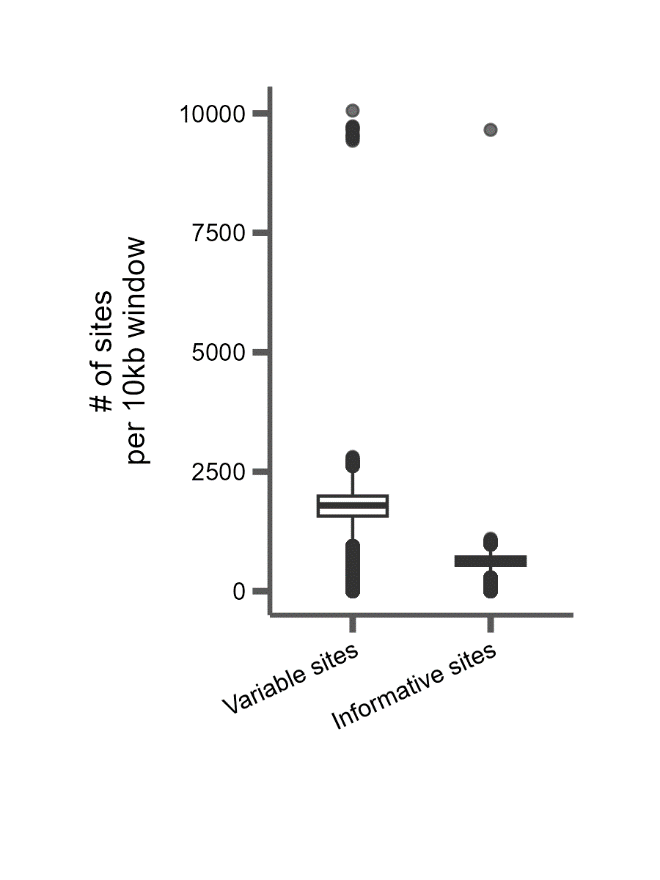 10000
7500
5000
2500
0
# of sites
per 10kb window
Variable sites
Informative sites